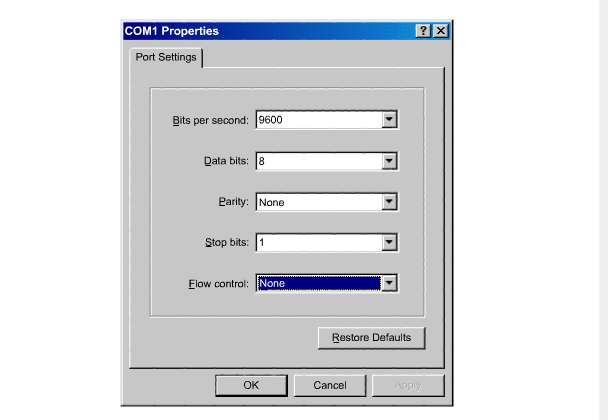 COM1 Properties
Port Settings
Bits per second: 9600
Data bits: 8
Parity: None
Stop bits: 1
Flow control: None
Restore Defaults
OK Cancel Apply